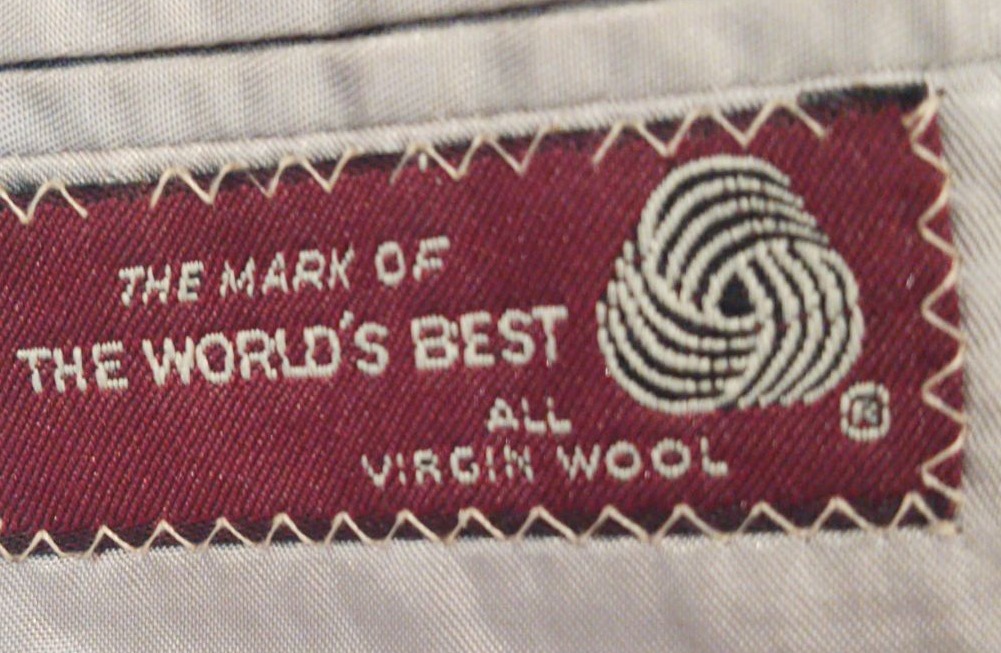 THE MARK OF
THE WORLD'S BEST
ALL
VIRGIN WOOL
®